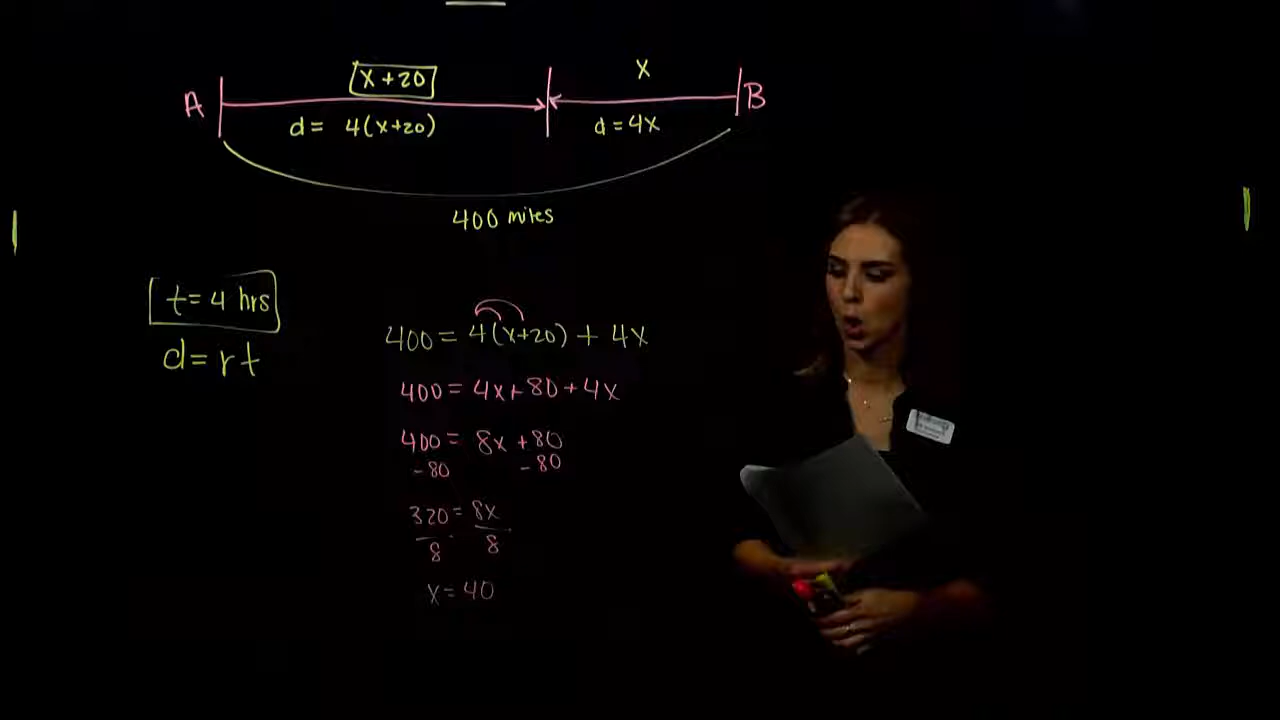 x+20
x
A
B
d= 4(x+20)
d=4x
400 miles
t=4 hrs
d=rt
400= 4(x+20) + 4x
400= 4x+80+4x
400= 8x +80
-80 -80
320=8x
8 8
x=40